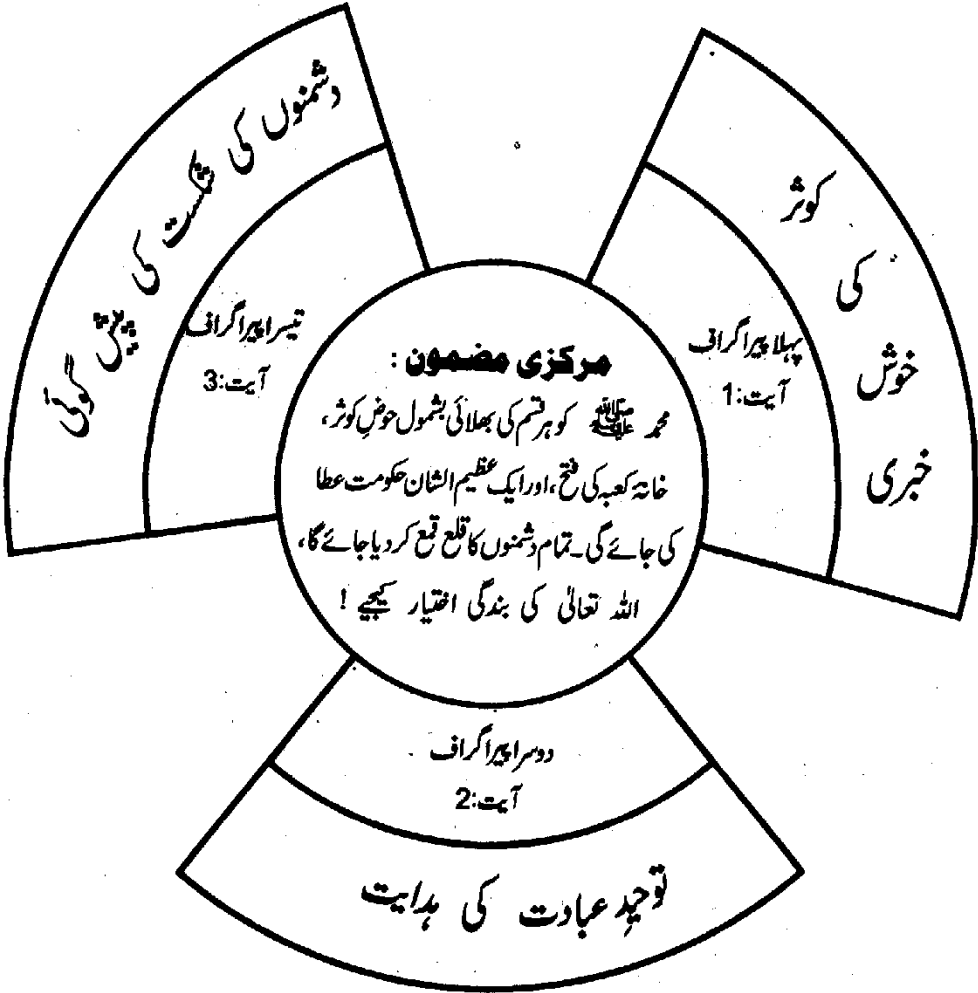 کوثر کی خوش خبری
پہلا پیراگراف
آیت:1
مرکزی مضمون :
محمد ﷺ کو ہر قسم کی بھلائی بشمول حوضِ کوثر،
خانۂ کعبہ کی فتح، اور ایک عظیم الشان حکومت عطا
کی جائے گی۔ تمام دشمنوں کا قلع قمع کر دیا جائے گا،
اللہ تعالیٰ کی بندگی اختیار کیجیے !
دوسرا پیراگراف
آیت:2
توحیدِ عبادت کی ہدایت
تیسرا پیراگراف
آیت:3
دشمنوں کی شکست کی پیش گوئی